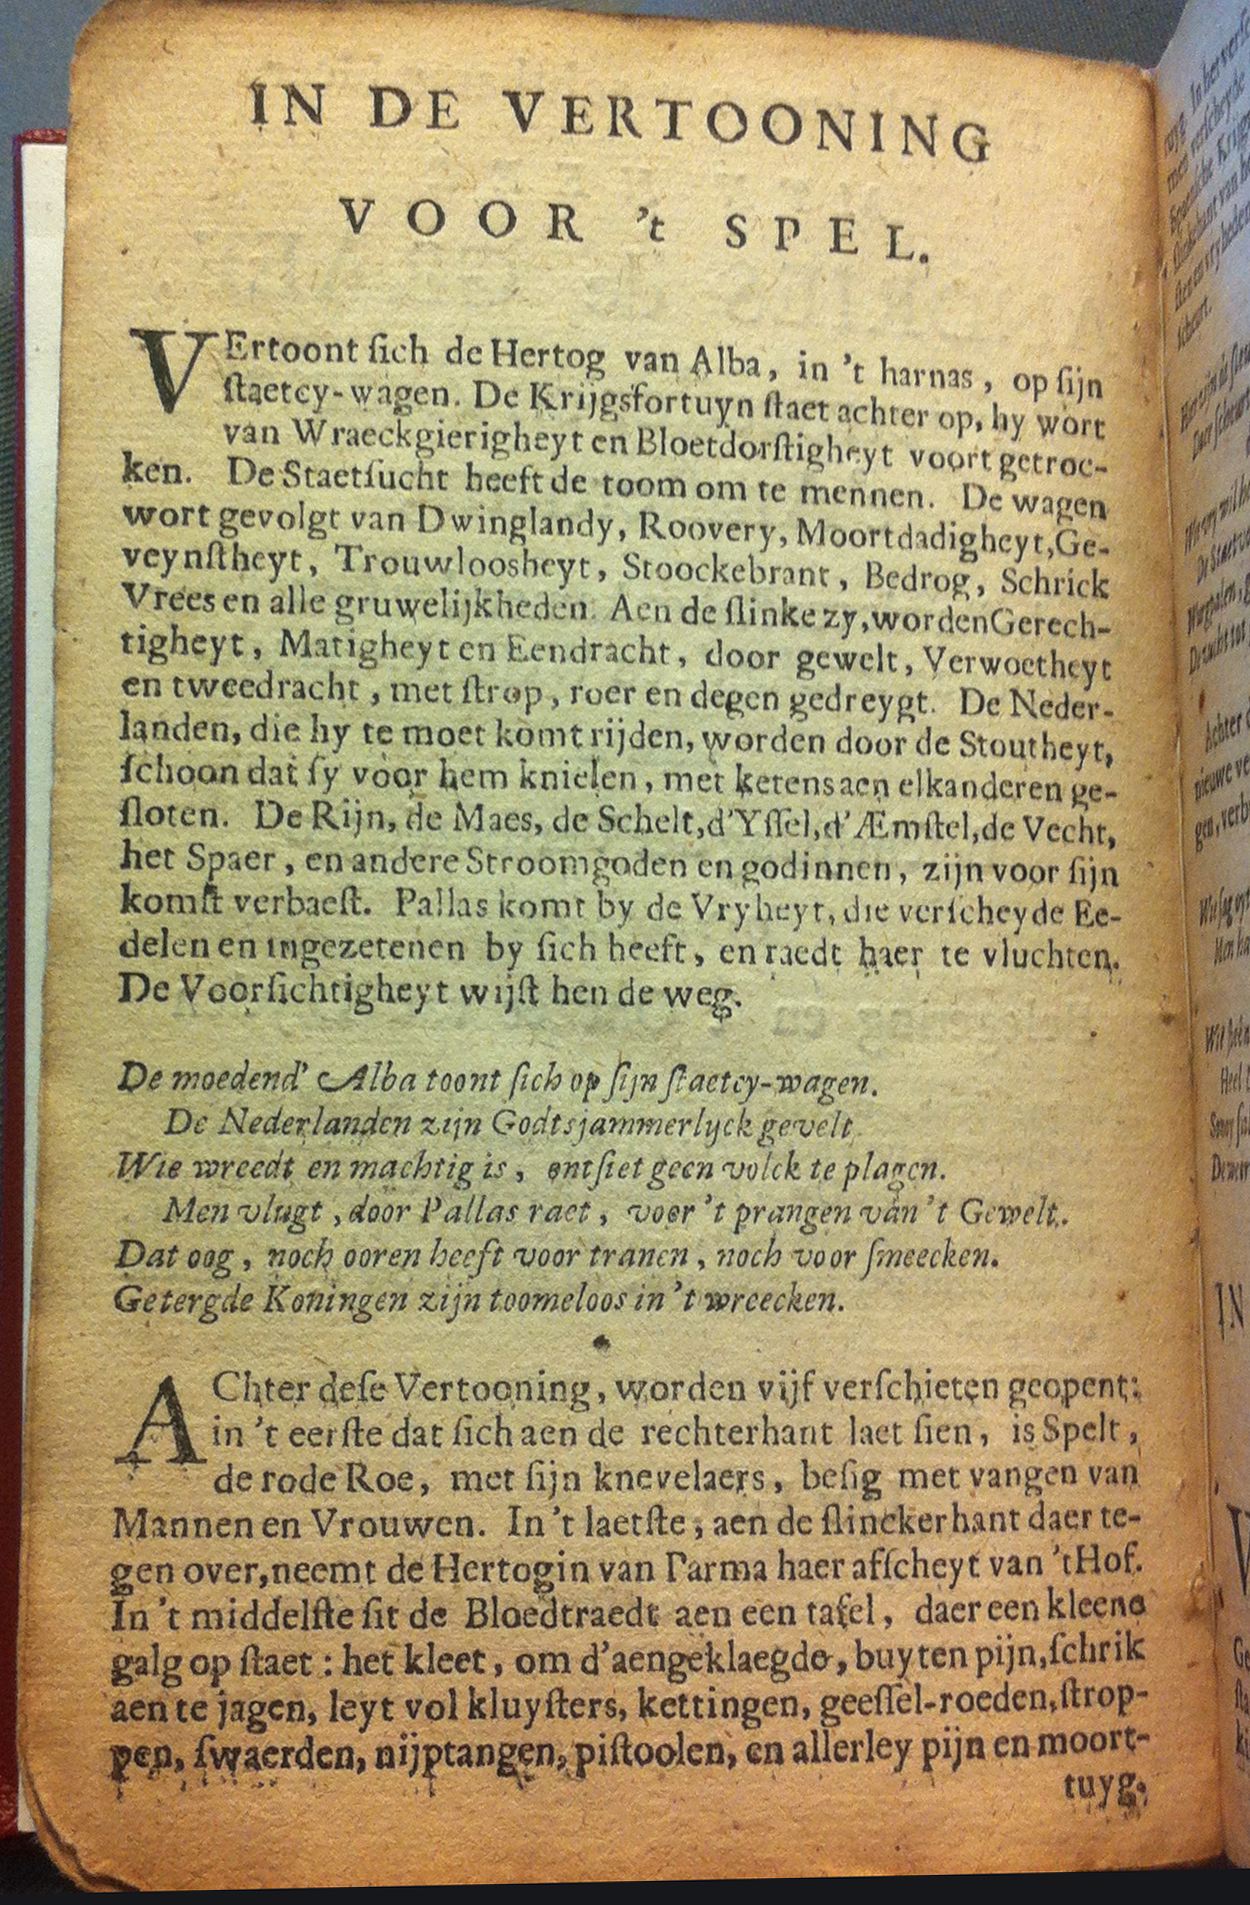 IN DE VERTOONING
VOOR 't SPEL.
VErtoont ſich de Hertog van Alba, in 't harnas, op ſijn
ſtaetcy-wagen. De Krijgsfortuyn ſtaet achter op, hy wort
van Wraeckgierigheyt en Bloetdorſtigheyt voort getroc-
ken. De Staetſucht heeft de toom om te mennen. De wagen
wort gevolgt van Dwinglandy, Roovery, Moortdadigheyt, Ge-
veynſtheyt, Trouwloosheyt, Stoockebrant, Bedrog, Schrick
Vrees en alle gruwelijkheden. Aen de ſlinke zy, worden Gerech-
tigheyt, Matigheyt en Eendracht, door gewelt, Verwoetheyt
en tweedracht, met ſtrop, roer en degen gedreygt. De Neder-
landen, die hy te moet komt rijden, worden door de Stoutheyt,
ſchoon dat ſy voor hem knielen, met ketens aen elkanderen ge-
ſloten. De Rijn, de Maes, de Schelt, d'Yſſel, d'Æmſtel, de Vecht,
het Spaer, en andere Stroomgoden en godinnen, zijn voor ſijn
komſt verbaeſt. Pallas komt by de Vryheyt, die verſcheyde Ee-
delen en ingezetenen by ſich heeft, en raedt haer te vluchten.
De Voorſichtigheyt wijſt hen de weg.
De moedend' Alba toont ſich op ſijn ſtaetcy-wagen.
De Nederlanden zijn Godtsjammerlyck gevelt
Wie wreedt en machtig is, ontſiet geen volck te plagen.
Men vlugt, door Pallas raet, voor 't prangen van 't Gewelt.
Dat oog, noch ooren heeft voor tranen, noch voor ſmeecken.
Getergde Koningen zijn toomeloos in 't wreecken.
AChter deſe Vertooning, worden vijf verſchieten geopent:
in 't eerſte dat ſich aen de rechterhant laet ſien, is Spelt,
de rode Roe, met ſijn knevelaers, beſig met vangen van
Mannen en Vrouwen. In 't laetſte, aen de ſlinckerhant daer te-
gen over, neemt de Hertogin van Parma haer afſcheyt van 't Hof.
In 't middelſte ſit de Bloedtraedt aen een tafel, daer een kleene
galg op ſtaet: het kleet, om d'aengeklaegde, buyten pijn, ſchrik
aen te jagen, leyt vol kluyſters, kettingen, geeſſel-roeden, ſtrop-
pen, ſwaerden, nijptangen, piſtoolen, en allerley pijn en moort-
tuyg.